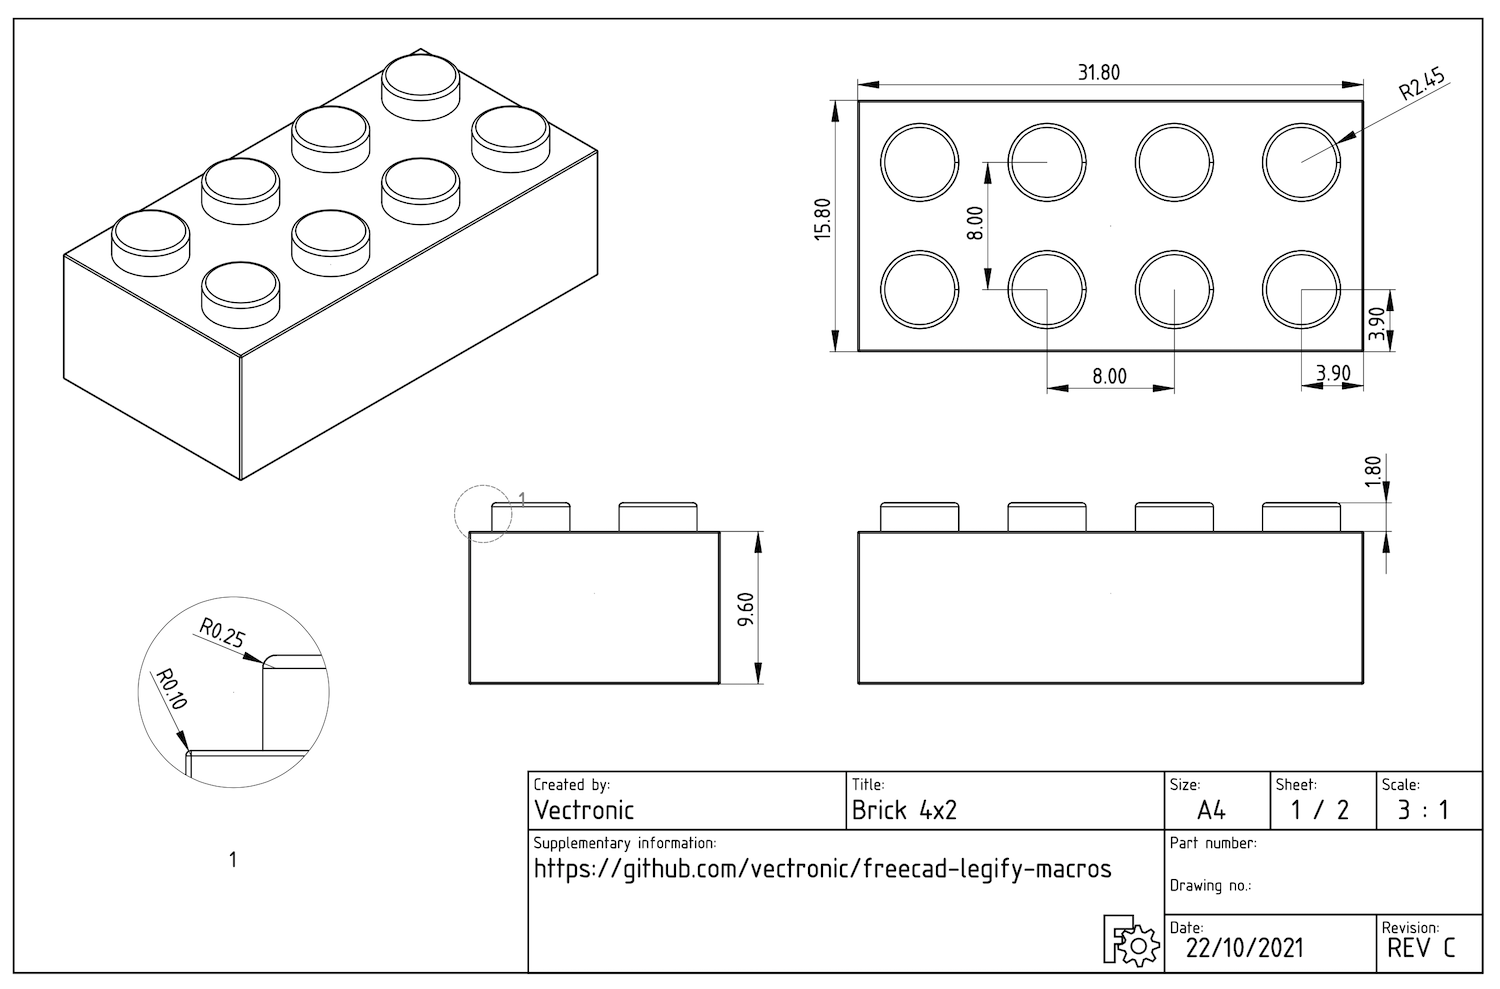 31.80
R2.45
15.80
8.00
3.90
8.00
3.90
1.80
1
9.60
R0.25
R0.10
1
Created by:
Vectronic
Title:
Brick 4x2
Size:
A4
Sheet:
1 / 2
Scale:
3 : 1
Supplementary information:
https://github.com/vectronic/freecad-legify-macros
Part number:
Drawing no.:
Date:
22/10/2021
Revision:
REV C